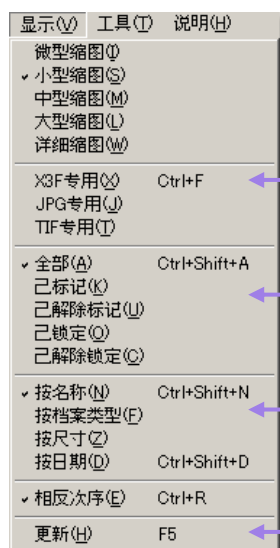 显示(V) 工具(T) 说明(H)
微型缩图(I)
小型缩图(S)
中型缩图(M)
大型缩图(L)
详细缩图(W)
X3F专用(X) Ctrl+F
JPG专用(J)
TIF专用(T)
全部(A) Ctrl+Shift+A
己标记(K)
己解除标记(U)
己锁定(O)
己解除锁定(C)
按名称(N) Ctrl+Shift+N
按档案类型(F)
按尺寸(Z)
按日期(D) Ctrl+Shift+D
相反次序(E) Ctrl+R
更新(H) F5